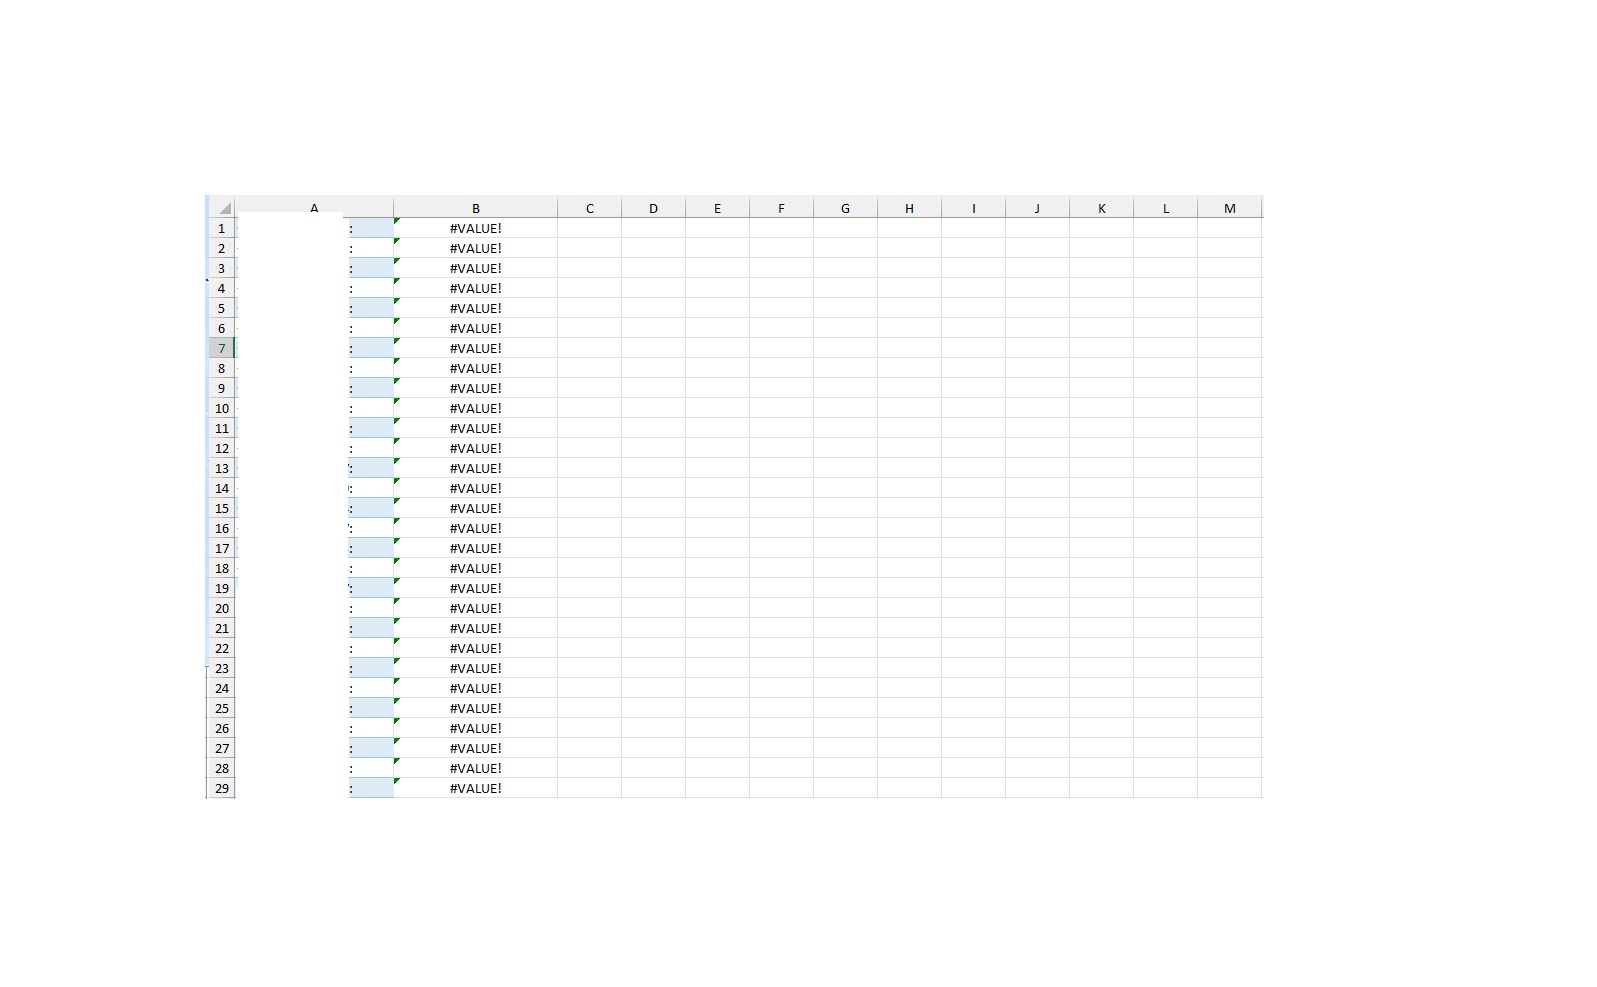 A B C D E F G H I J K L M
1 : #VALUE!
2 : #VALUE!
3 : #VALUE!
4 : #VALUE!
5 : #VALUE!
6 : #VALUE!
7 : #VALUE!
8 : #VALUE!
9 : #VALUE!
10 : #VALUE!
11 : #VALUE!
12 : #VALUE!
13 : #VALUE!
14 : #VALUE!
15 : #VALUE!
16 : #VALUE!
17 : #VALUE!
18 : #VALUE!
19 : #VALUE!
20 : #VALUE!
21 : #VALUE!
22 : #VALUE!
23 : #VALUE!
24 : #VALUE!
25 : #VALUE!
26 : #VALUE!
27 : #VALUE!
28 : #VALUE!
29 : #VALUE!